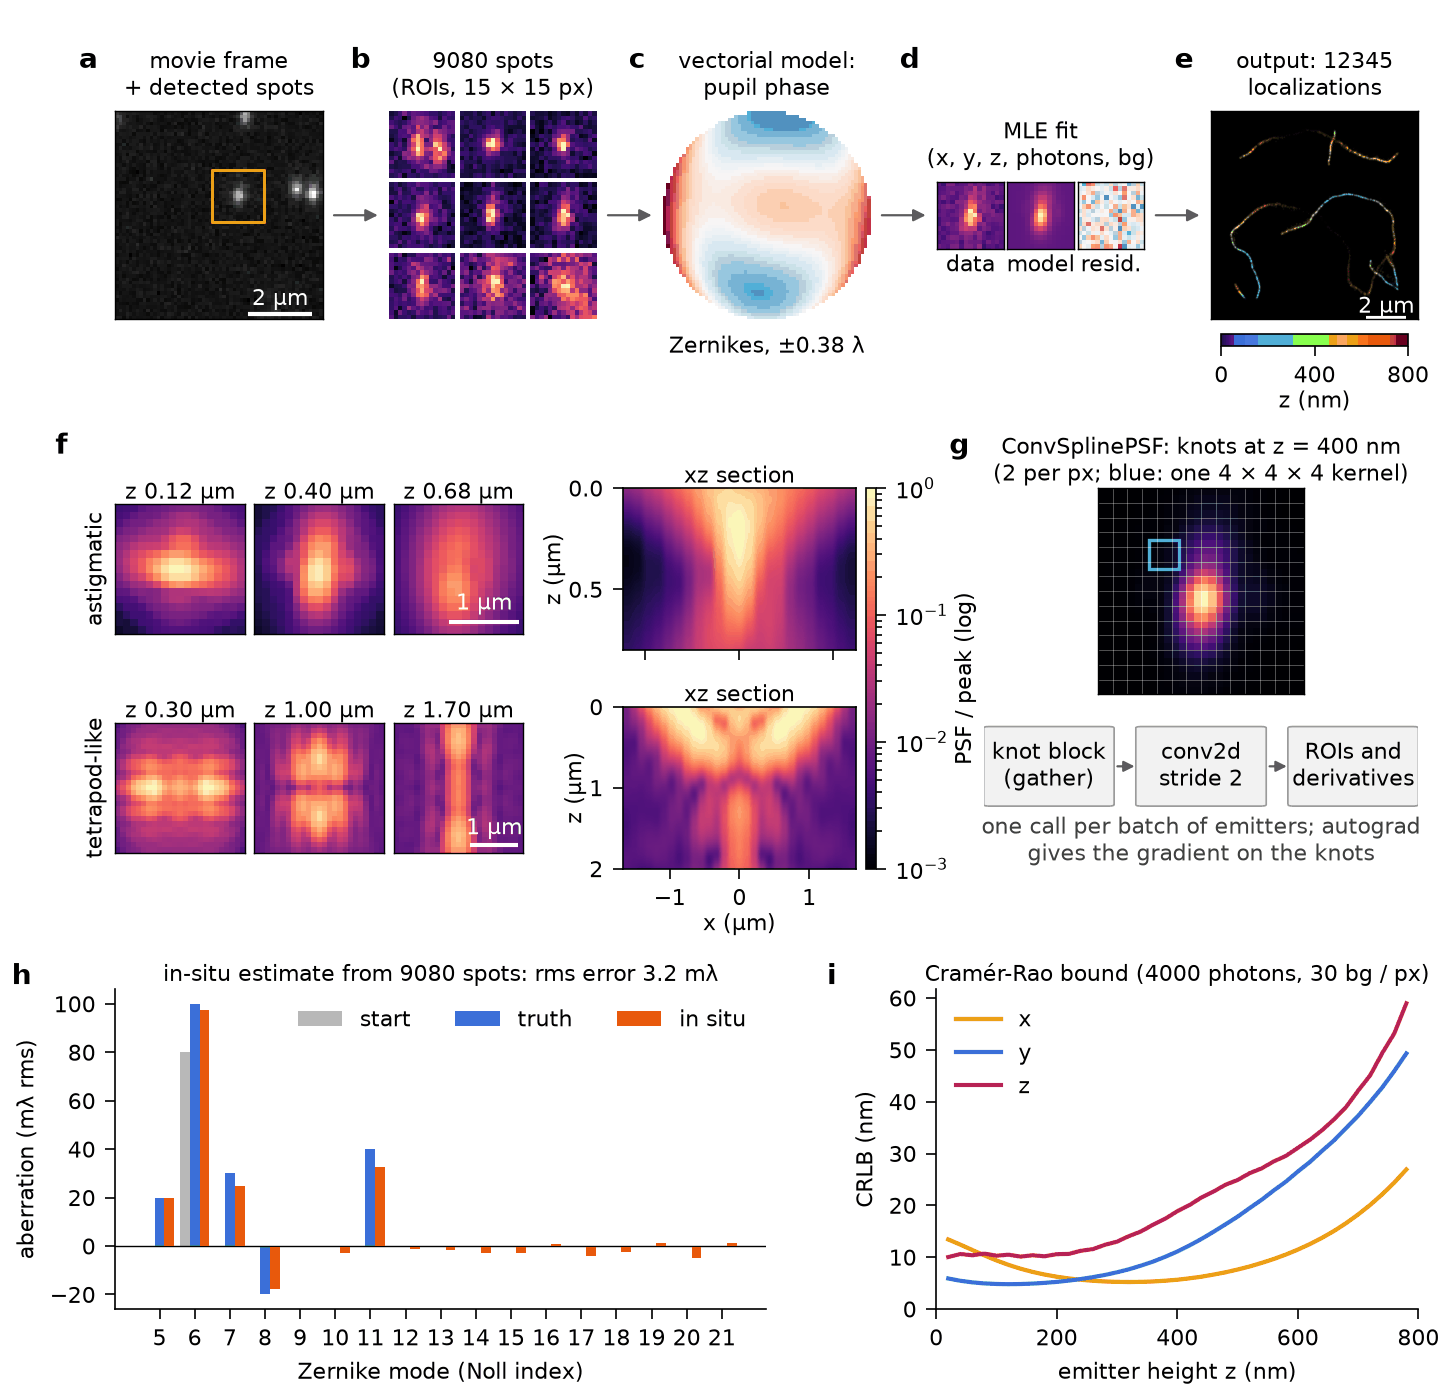 a
movie frame
+ detected spots
2 µm
b
9080 spots
(ROIs, 15 × 15 px)
c
vectorial model:
pupil phase
Zernikes, ±0.38 λ
d
MLE fit
(x, y, z, photons, bg)
data model resid.
e
output: 12345
localizations
2 µm
0 400 800
z (nm)
f
astigmatic
z 0.12 µm
z 0.40 µm
z 0.68 µm
1 µm
xz section
0.0
0.5
z (µm)
tetrapod-like
z 0.30 µm
z 1.00 µm
z 1.70 µm
1 µm
xz section
0
1
2
z (µm)
−1 0 1
x (µm)
10⁰
10⁻¹
10⁻²
10⁻³
PSF / peak (log)
g
ConvSplinePSF: knots at z = 400 nm
(2 per px; blue: one 4 × 4 × 4 kernel)
knot block
(gather)
conv2d
stride 2
ROIs and
derivatives
one call per batch of emitters; autograd
gives the gradient on the knots
h
in-situ estimate from 9080 spots: rms error 3.2 mλ
start truth in situ
100
80
60
40
20
0
−20
aberration (mλ rms)
5 6 7 8 9 10 11 12 13 14 15 16 17 18 19 20 21
Zernike mode (Noll index)
i
Cramér-Rao bound (4000 photons, 30 bg / px)
x
y
z
60
50
40
30
20
10
0
CRLB (nm)
0 200 400 600 800
emitter height z (nm)